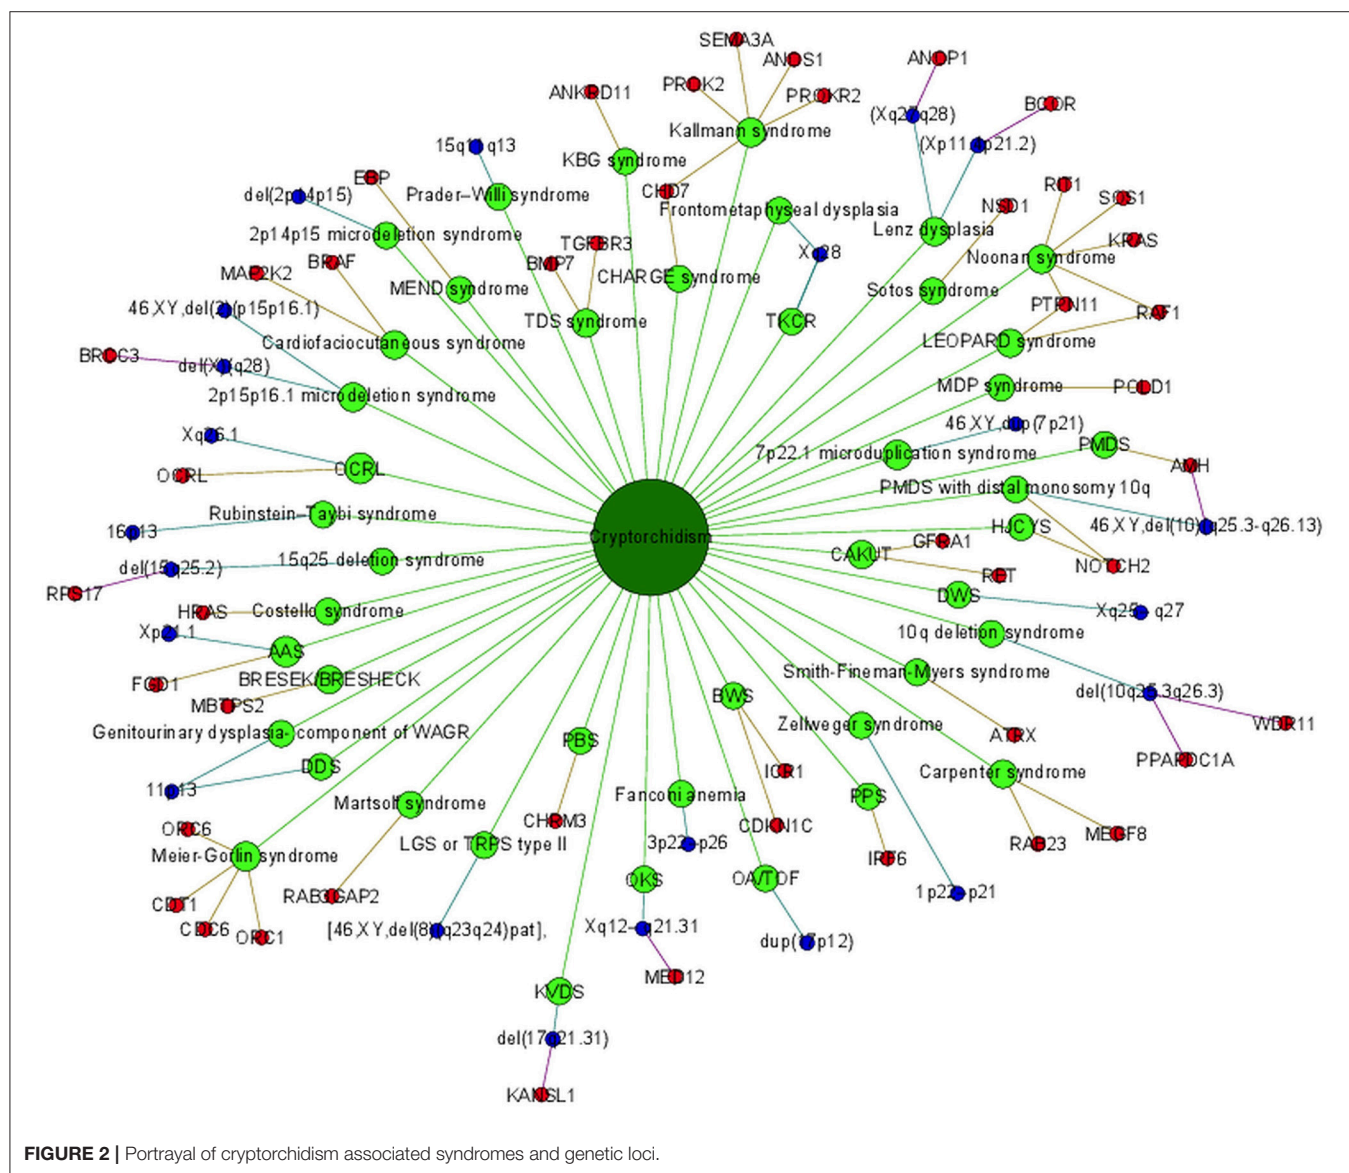 SEMA3A
ANOS1
ANOP1
PROK2
PROKR2
ANKRD11
BCOR
(Xq27q28)
Kallmann syndrome
15q11q13
(Xp11.4p21.2)
KBG syndrome
EBP
RIT1
del(2p14p15)
Prader–Willi syndrome
CHD7
SOS1
Frontometaphyseal dysplasia
NSD1
2p14p15 microdeletion syndrome
Lenz dysplasia
KRAS
TGFBR3
Xq28
Noonan syndrome
BRAF
BMP7
MAP2K2
CHARGE syndrome
MEND syndrome
Sotos syndrome
46,XY,del(2)(p15p16.1)
PTPN11
RAF1
TDS syndrome
TKCR
Cardiofaciocutaneous syndrome
LEOPARD syndrome
BRCC3
del(X)(q28)
MDP syndrome
POLD1
2p15p16.1 microdeletion syndrome
46,XY,dup(7p21)
Xq26.1
PMDS
7p22.1 microduplication syndrome
OCRL
OCRL
AMH
PMDS with distal monosomy 10q
Rubinstein–Taybi syndrome
HJCYS
46,XY,del(10)(q25.3-q26.13)
16p13
Cryptorchidism
GFRA1
CAKUT
15q25 deletion syndrome
del(15q25.2)
NOTCH2
RET
RPS17
DWS
HRAS
Costello syndrome
Xq25-q27
Xp21.1
10q deletion syndrome
AAS
Smith-Fineman-Myers syndrome
BRESEK/BRESHECK
FGD1
del(10q25.3q26.3)
BWS
MBTPS2
Zellweger syndrome
WDR11
Genitourinary dysplasia- component of WAGR
PBS
ATRX
PPAPDC1A
DDS
ICR1
Carpenter syndrome
11p13
Fanconi anemia
PPS
Martsolf syndrome
CHRM3
CDKN1C
ORC6
MEGF8
LGS or TRPS type II
3p22-p26
RAB23
Meier-Gorlin syndrome
IRF6
OKS
OA/TOF
RAB3GAP2
1p22-p21
CDT1
CDC6
[46,XY,del(8)(q23q24)pat],
Xq12-q21.31
ORC1
dup(17p12)
MED12
KVDS
del(17q21.31)
KANSL1
FIGURE 2 | Portrayal of cryptorchidism associated syndromes and genetic loci.